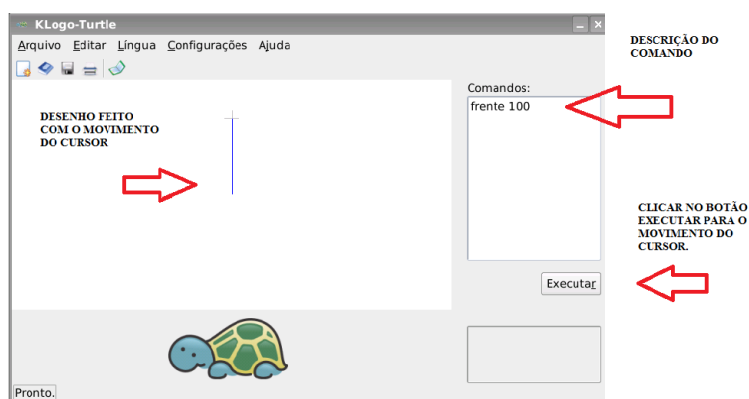 KLogo-Turtle
Arquivo Editar Língua Configurações Ajuda
DESCRIÇÃO DO
COMANDO
Comandos:
frente 100
DESENHO FEITO
COM O MOVIMENTO
DO CURSOR
CLICAR NO BOTÃO
EXECUTAR PARA O
MOVIMENTO DO
CURSOR.
Executar
Pronto.